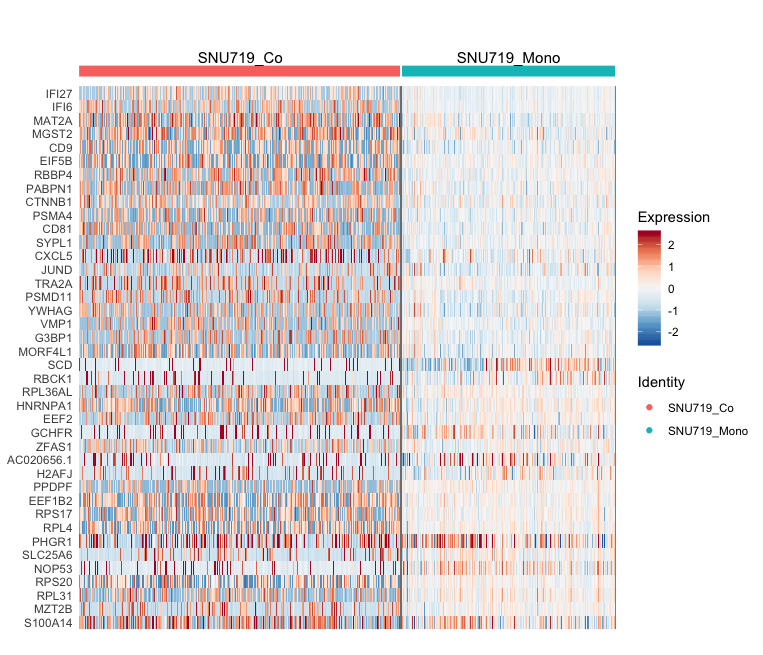 SNU719_Co
SNU719_Mono
IFI27
IFI6
MAT2A
MGST2
CD9
EIF5B
RBBP4
PABPN1
CTNNB1
PSMA4
CD81
SYPL1
CXCL5
JUND
TRA2A
PSMD11
YWHAG
VMP1
G3BP1
MORF4L1
SCD
RBCK1
RPL36AL
HNRNPA1
EEF2
GCHFR
ZFAS1
AC020656.1
H2AFJ
PPDPF
EEF1B2
RPS17
RPL4
PHGR1
SLC25A6
NOP53
RPS20
RPL31
MZT2B
S100A14
Expression
2
1
0
-1
-2
Identity
SNU719_Co
SNU719_Mono